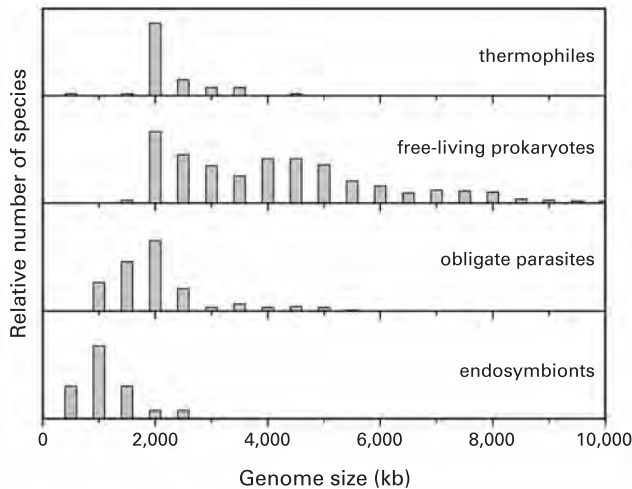 Relative number of species
thermophiles
free-living prokaryotes
obligate parasites
endosymbionts
0 2,000 4,000 6,000 8,000 10,000
Genome size (kb)